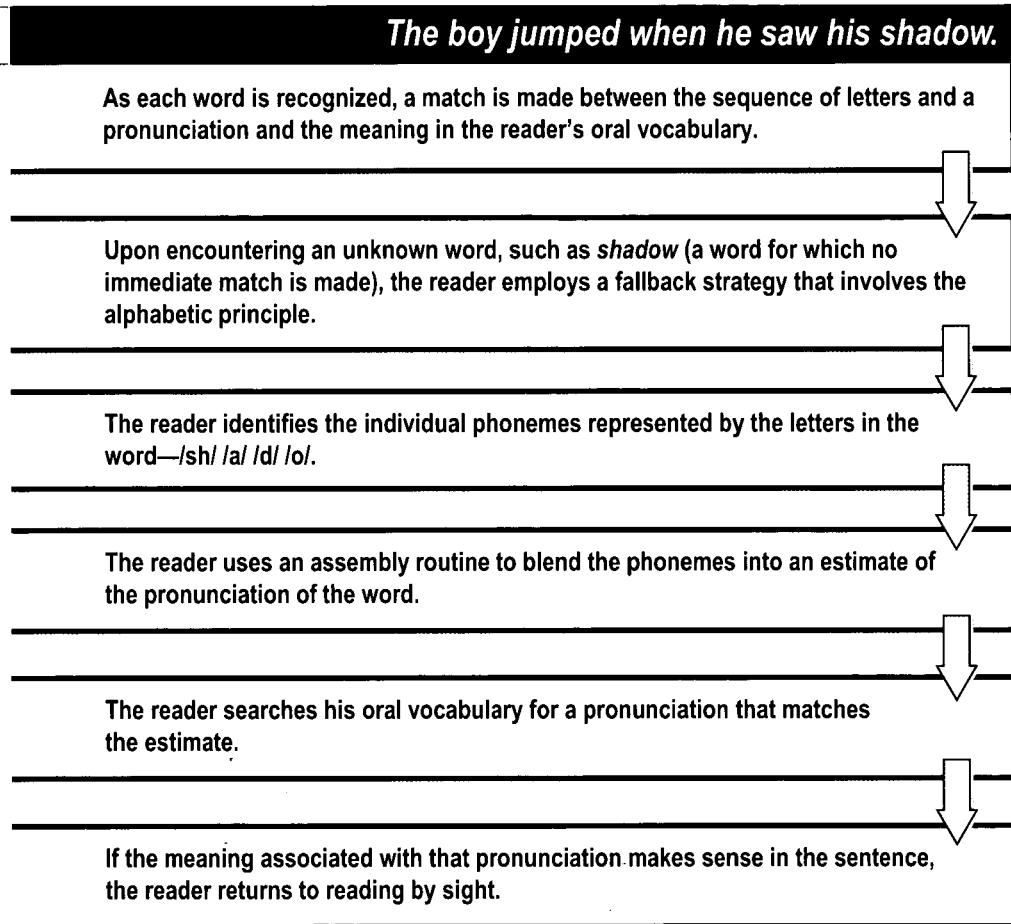 The boy jumped when he saw his shadow.
As each word is recognized, a match is made between the sequence of letters and a
pronunciation and the meaning in the reader's oral vocabulary.
Upon encountering an unknown word, such as shadow (a word for which no
immediate match is made), the reader employs a fallback strategy that involves the
alphabetic principle.
The reader identifies the individual phonemes represented by the letters in the
word—/sh/ /a/ /d/ /o/.
The reader uses an assembly routine to blend the phonemes into an estimate of
the pronunciation of the word.
The reader searches his oral vocabulary for a pronunciation that matches
the estimate.
If the meaning associated with that pronunciation makes sense in the sentence,
the reader returns to reading by sight.